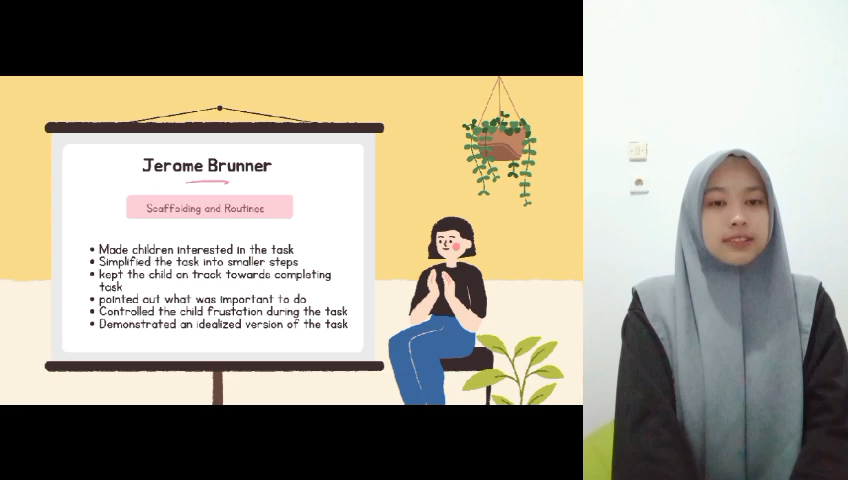 Jerome Brunner
Scaffolding and Routines
• Made children interested in the task
• Simplified the task into smaller steps
• kept the child on track towards completing
task
• pointed out what was important to do
• Controlled the child frustation during the task
• Demonstrated an idealized version of the task